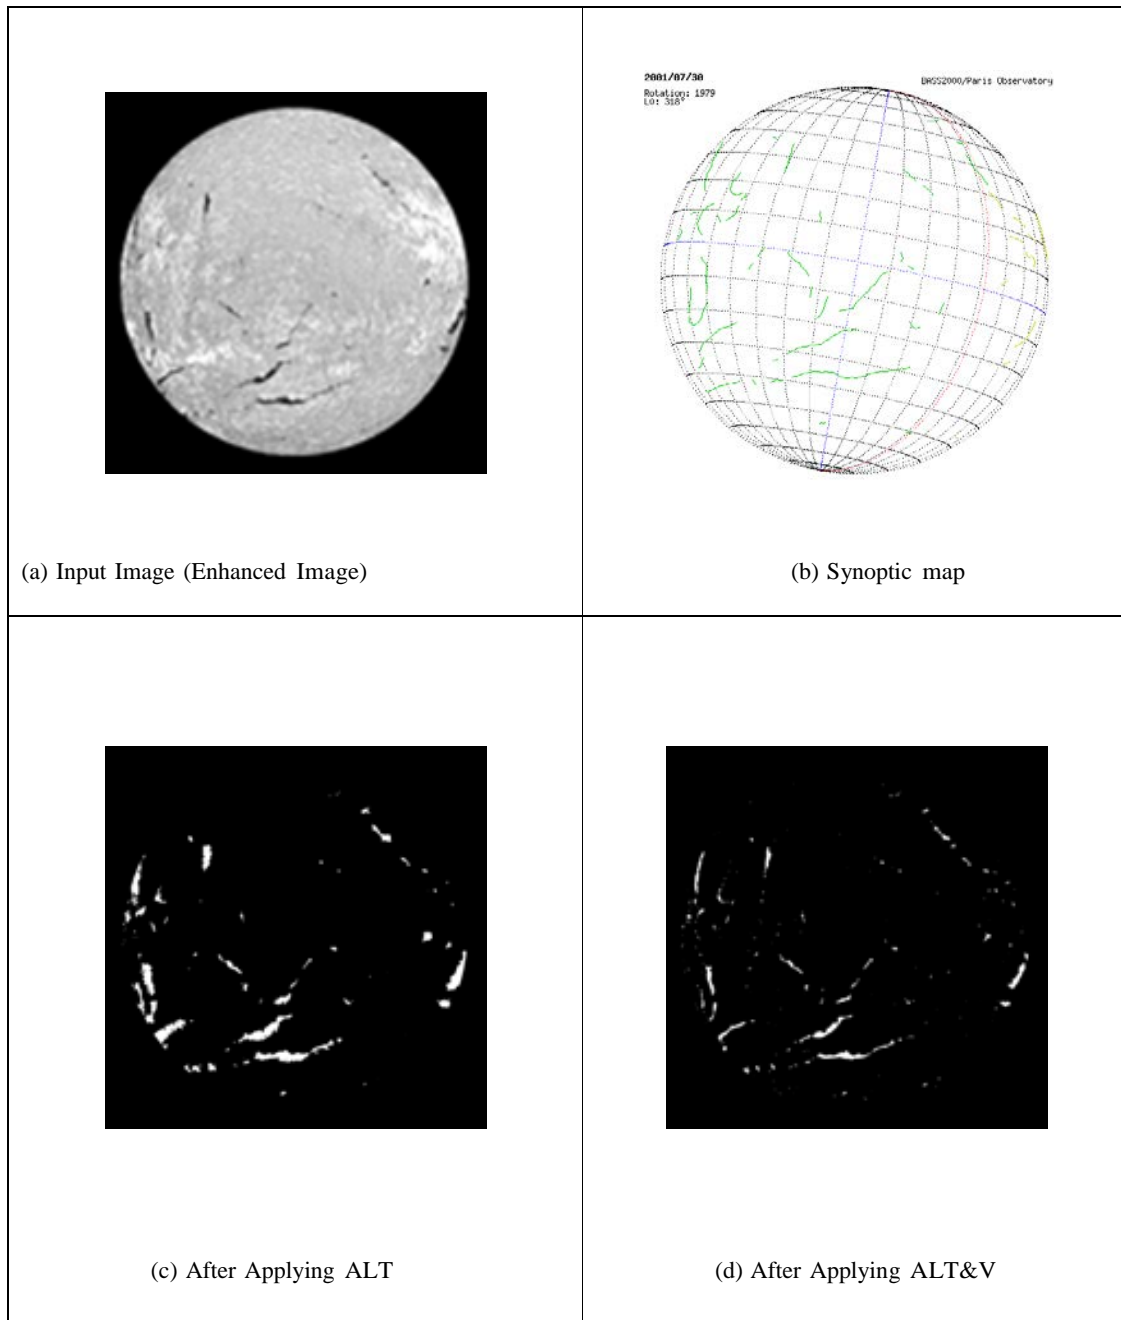 2001/07/30
BASS2000/Paris Observatory
Rotation: 1979
L0: 318°
(a) Input Image (Enhanced Image)
(b) Synoptic map
(c) After Applying ALT
(d) After Applying ALT&V